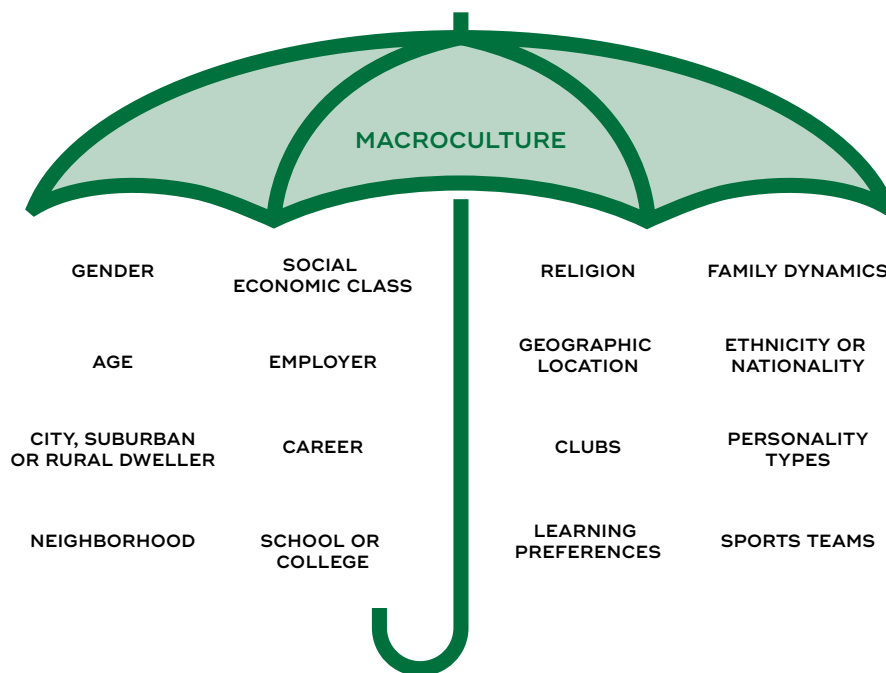 MACROCULTURE
GENDER
SOCIAL
ECONOMIC CLASS
RELIGION
FAMILY DYNAMICS
AGE
EMPLOYER
GEOGRAPHIC
LOCATION
ETHNICITY OR
NATIONALITY
CITY, SUBURBAN
OR RURAL DWELLER
CAREER
CLUBS
PERSONALITY
TYPES
NEIGHBORHOOD
SCHOOL OR
COLLEGE
LEARNING
PREFERENCES
SPORTS TEAMS